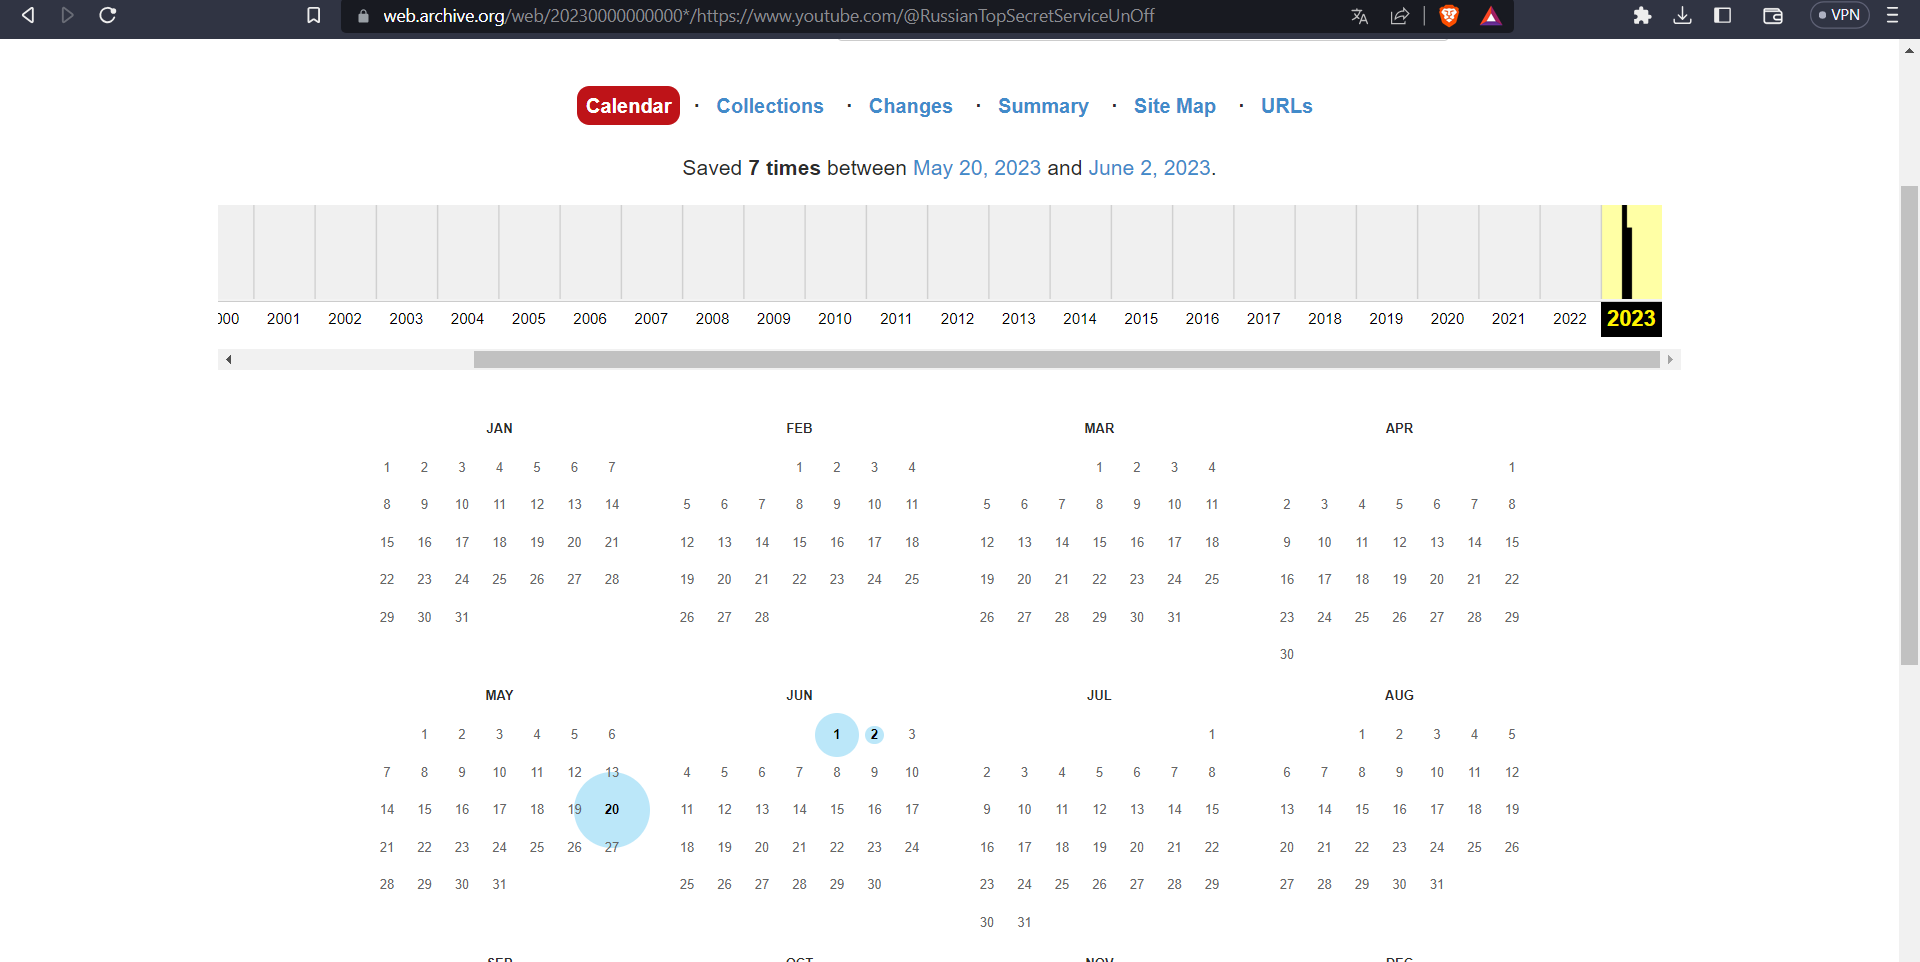 web.archive.org/web/20230000000000*/https://www.youtube.com/@RussianTopSecretServiceUnOff
VPN
Calendar · Collections · Changes · Summary · Site Map · URLs
Saved 7 times between May 20, 2023 and June 2, 2023.
2001 2002 2003 2004 2005 2006 2007 2008 2009 2010 2011 2012 2013 2014 2015 2016 2017 2018 2019 2020 2021 2022 2023
JAN FEB MAR APR
1 2 3 4 5 6 7 1 2 3 4 1 2 3 4 1
8 9 10 11 12 13 14 5 6 7 8 9 10 11 5 6 7 8 9 10 11 2 3 4 5 6 7 8
15 16 17 18 19 20 21 12 13 14 15 16 17 18 12 13 14 15 16 17 18 9 10 11 12 13 14 15
22 23 24 25 26 27 28 19 20 21 22 23 24 25 19 20 21 22 23 24 25 16 17 18 19 20 21 22
29 30 31 26 27 28 26 27 28 29 30 31 23 24 25 26 27 28 29
30
MAY JUN JUL AUG
1 2 3 4 5 6 1 2 3 1 1 2 3 4 5
7 8 9 10 11 12 13 4 5 6 7 8 9 10 2 3 4 5 6 7 8 6 7 8 9 10 11 12
14 15 16 17 18 19 20 11 12 13 14 15 16 17 9 10 11 12 13 14 15 13 14 15 16 17 18 19
21 22 23 24 25 26 27 18 19 20 21 22 23 24 16 17 18 19 20 21 22 20 21 22 23 24 25 26
28 29 30 31 25 26 27 28 29 30 23 24 25 26 27 28 29 27 28 29 30 31
30 31
SEP OCT NOV DEC